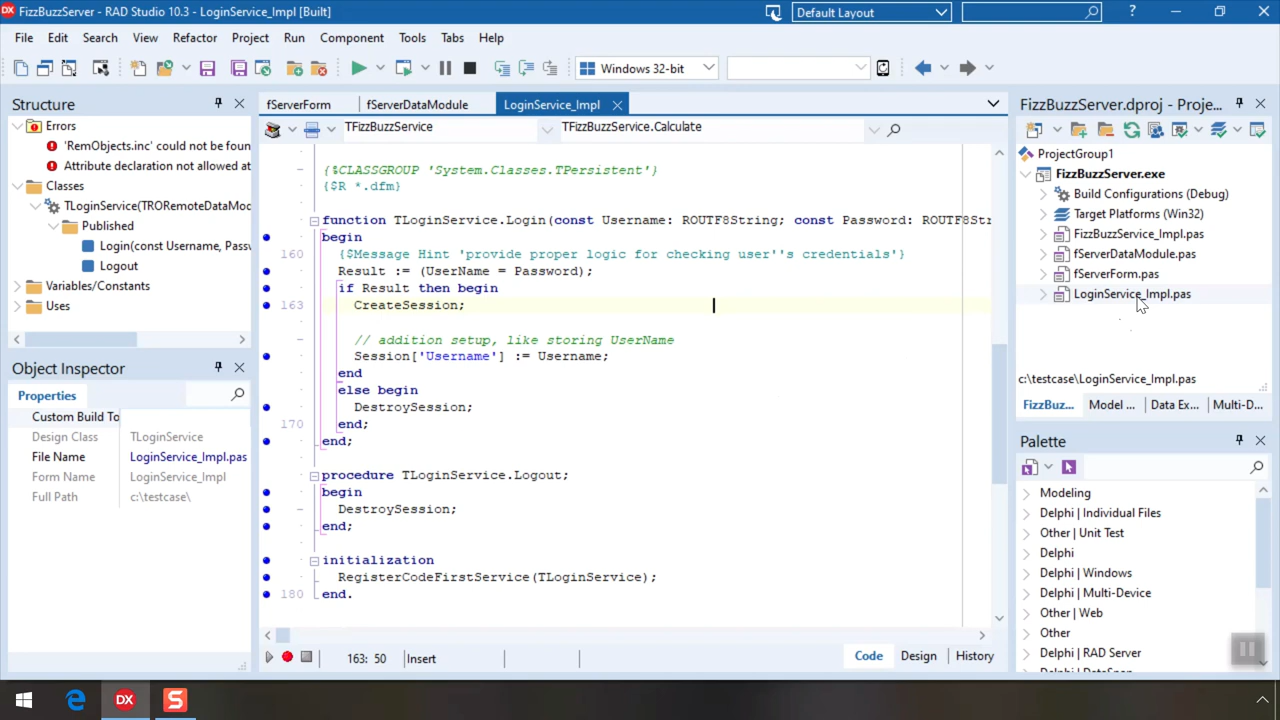 FizzBuzzServer - RAD Studio 10.3 - LoginService_Impl [Built]
Default Layout
?
File Edit Search View Refactor Project Run Component Tools Tabs Help
Windows 32-bit
Structure
Errors
'RemObjects.inc' could not be foun
Attribute declaration not allowed at
Classes
TLoginService(TRORemoteDataMod
Published
Login(const Username, Passw
Logout
Variables/Constants
Uses
Object Inspector
Properties
Custom Build To
Design Class TLoginService
File Name LoginService_Impl.pas
Form Name LoginService_Impl
Full Path c:\testcase\
fServerForm fServerDataModule LoginService_Impl
TFizzBuzzService TFizzBuzzService.Calculate
{%CLASSGROUP 'System.Classes.TPersistent'}
{$R *.dfm}
function TLoginService.Login(const Username: ROUTF8String; const Password: ROUTF8Str
begin
160 {$Message Hint 'provide proper logic for checking user''s credentials'}
Result := (UserName = Password);
if Result then begin
163 CreateSession;
// addition setup, like storing UserName
Session['Username'] := Username;
end
else begin
DestroySession;
170 end;
end;
procedure TLoginService.Logout;
begin
DestroySession;
end;
initialization
RegisterCodeFirstService(TLoginService);
180 end.
163: 50 Insert
Code Design History
FizzBuzzServer.dproj - Proje...
ProjectGroup1
FizzBuzzServer.exe
Build Configurations (Debug)
Target Platforms (Win32)
FizzBuzzService_Impl.pas
fServerDataModule.pas
fServerForm.pas
LoginService_Impl.pas
c:\testcase\LoginService_Impl.pas
FizzBuz... Model ... Data Ex... Multi-D...
Palette
Modeling
Delphi | Individual Files
Other | Unit Test
Delphi
Delphi | Windows
Delphi | Multi-Device
Other | Web
Other
Delphi | RAD Server
Delphi | DataSnap
DX
S